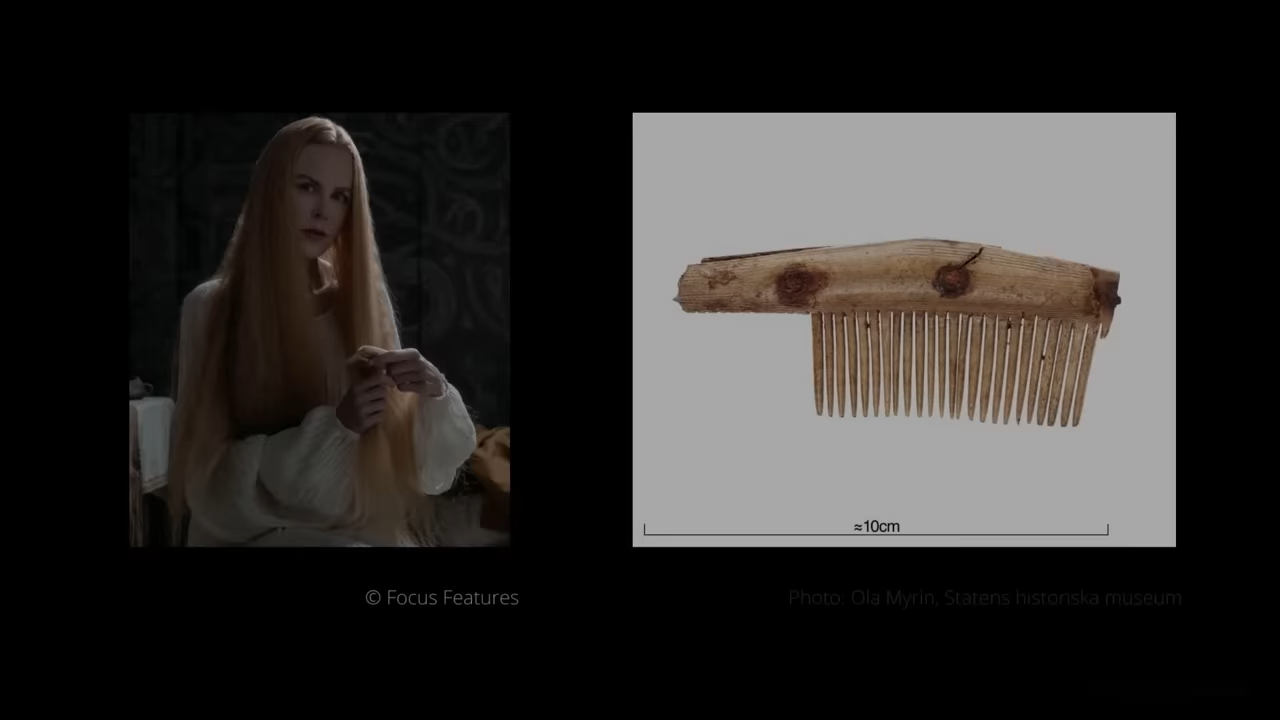 ≈10cm
© Focus Features
Photo: Ola Myrin, Statens historiska museum